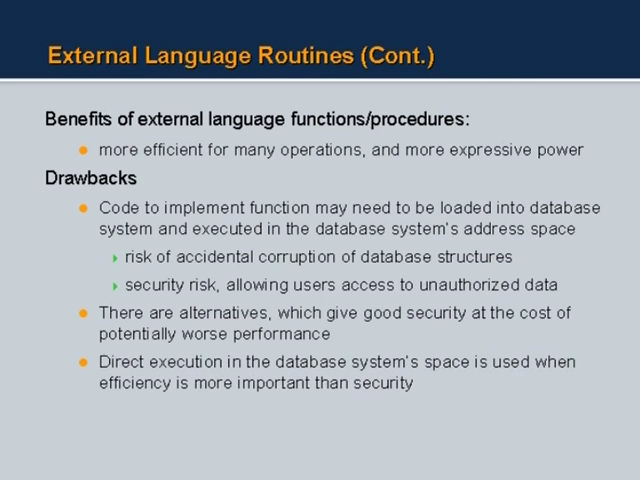 External Language Routines (Cont.)
Benefits of external language functions/procedures:
more efficient for many operations, and more expressive power
Drawbacks
Code to implement function may need to be loaded into database
system and executed in the database system's address space
risk of accidental corruption of database structures
security risk, allowing users access to unauthorized data
There are alternatives, which give good security at the cost of
potentially worse performance
Direct execution in the database system's space is used when
efficiency is more important than security